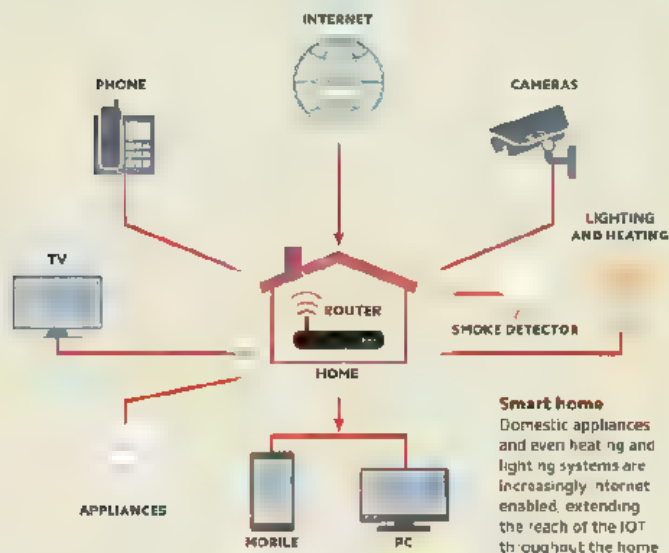 INTERNET
PHONE
CAMERAS
LIGHTING
AND HEATING
TV
ROUTER
SMOKE DETECTOR
HOME
Smart home
Domestic appliances
and even heating and
lighting systems are
increasingly internet
enabled, extending
the reach of the IOT
throughout the home
APPLIANCES
MOBILE
PC